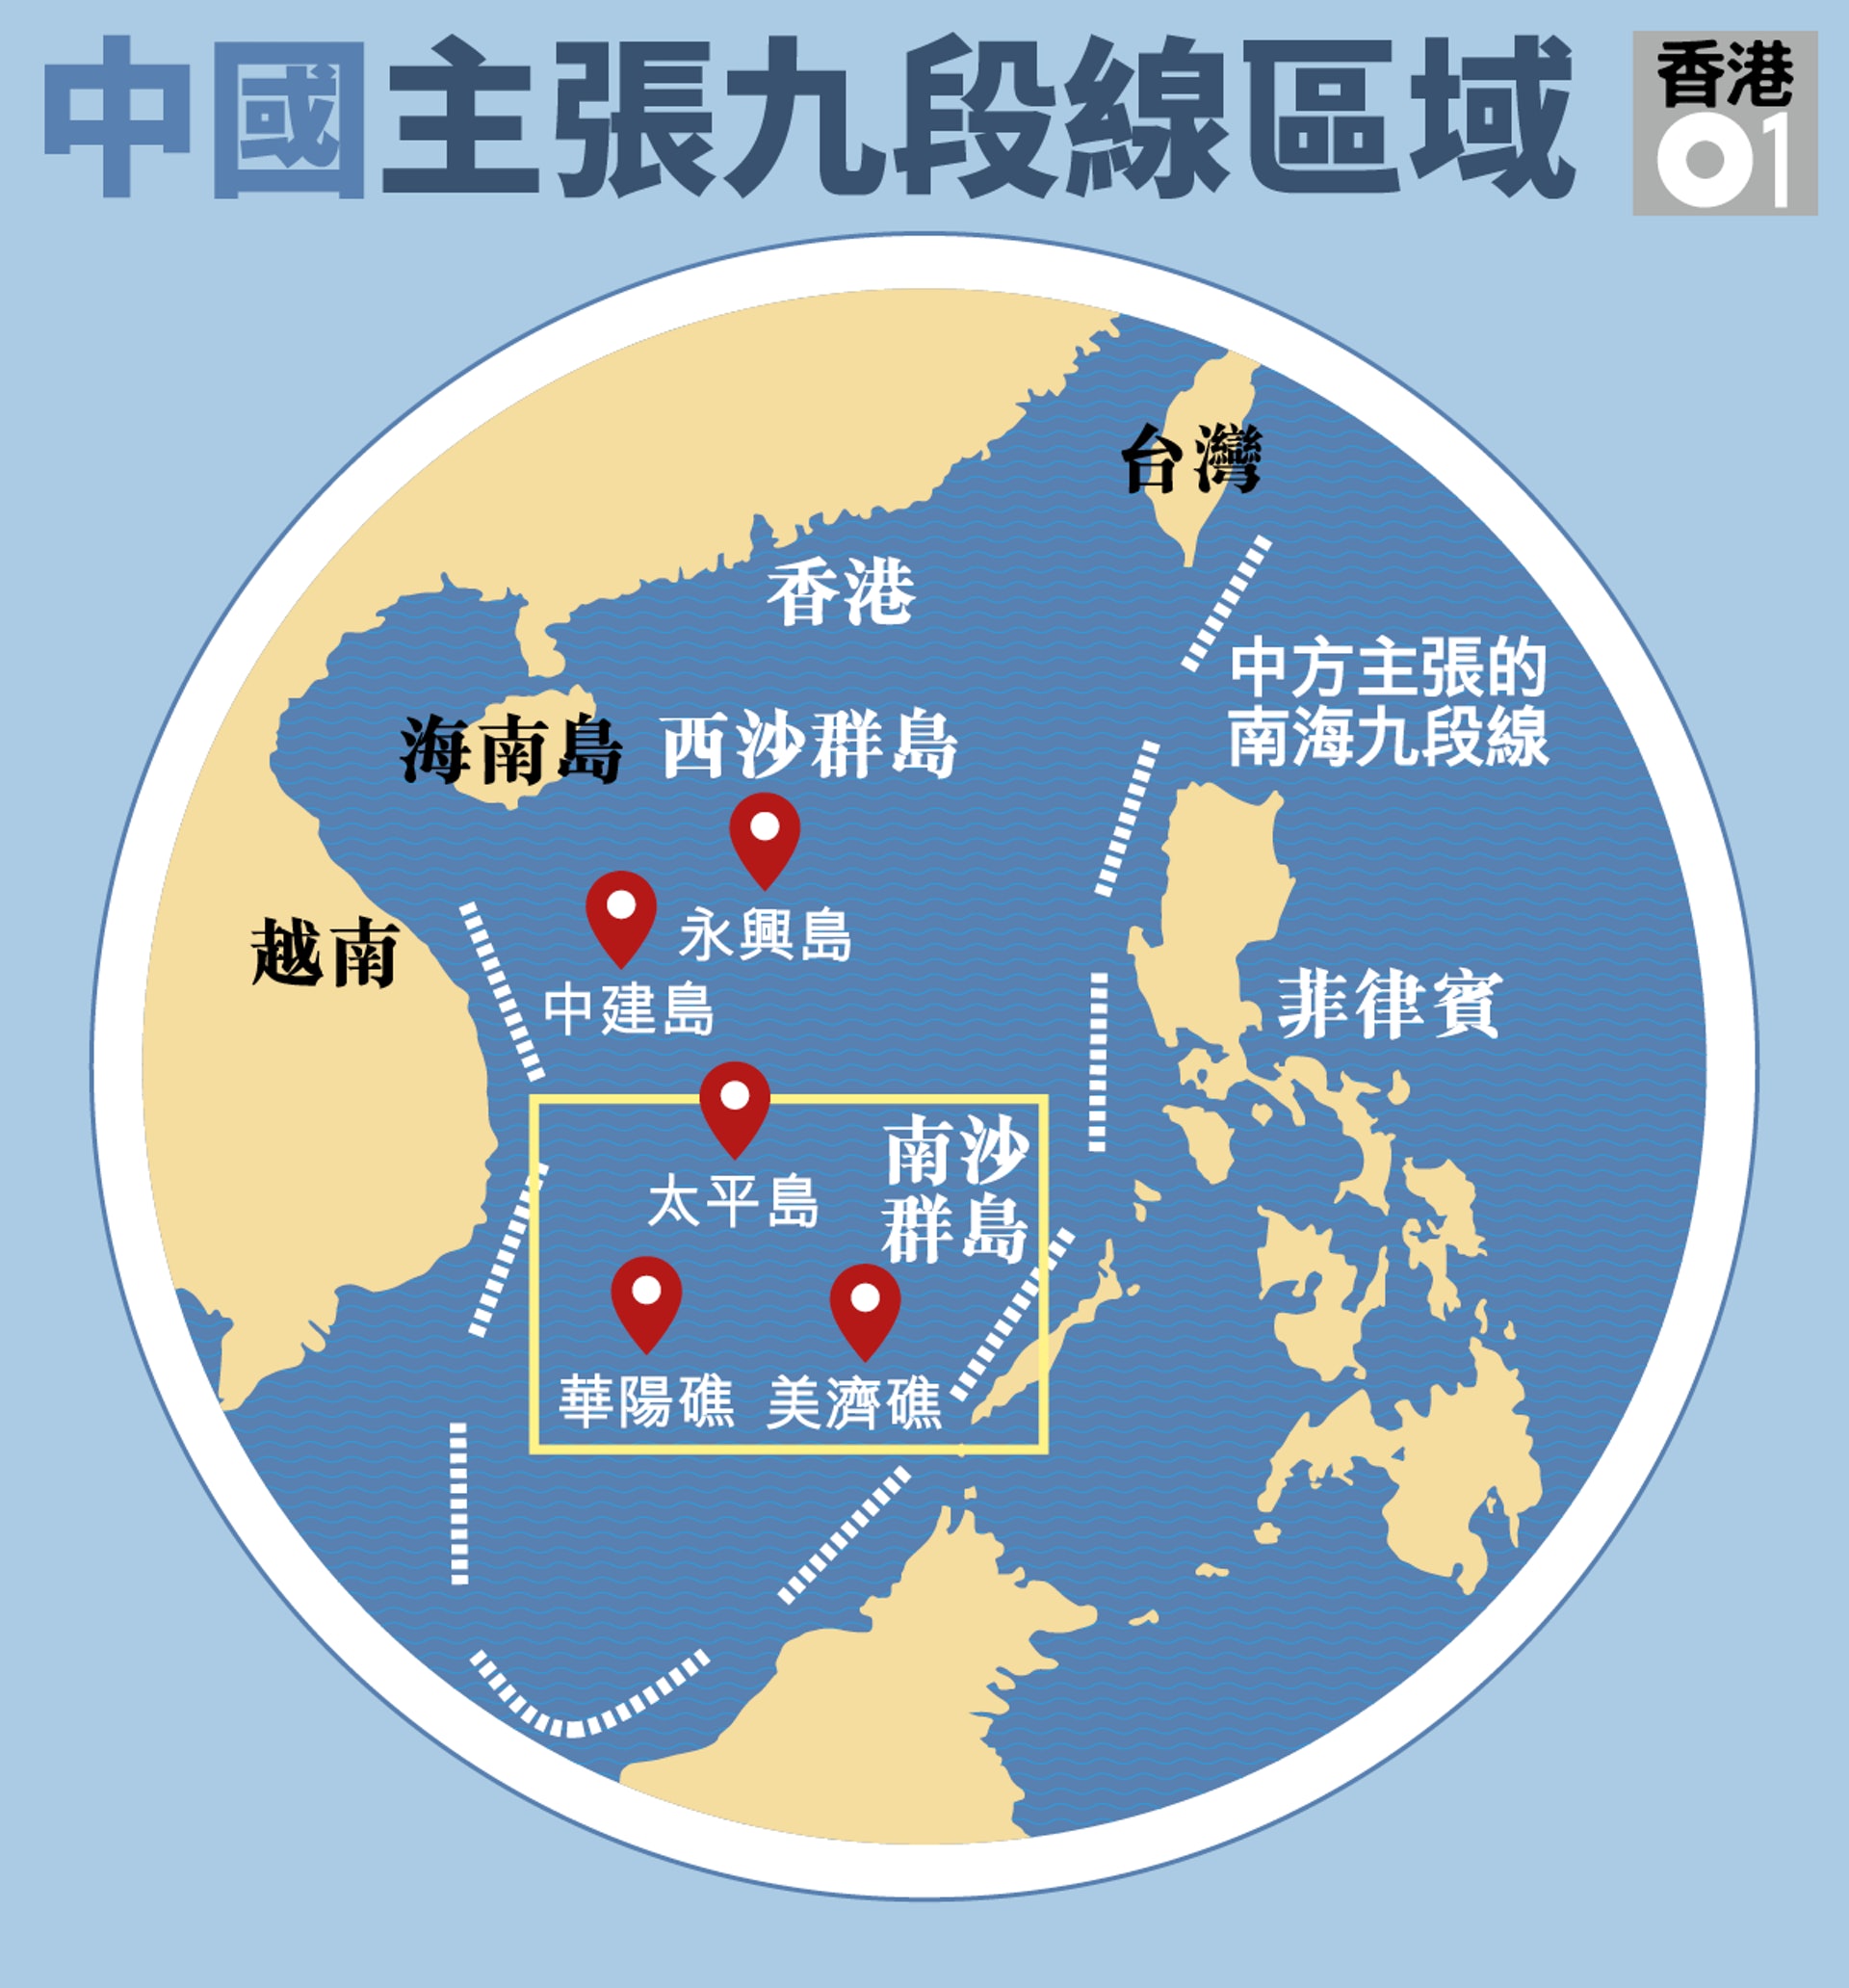 中國主張九段線區域
香港
01
台灣
香港
中方主張的
南海九段線
海南島
西沙群島
越南
永興島
中建島
菲律賓
南沙
群島
太平島
華陽礁
美濟礁